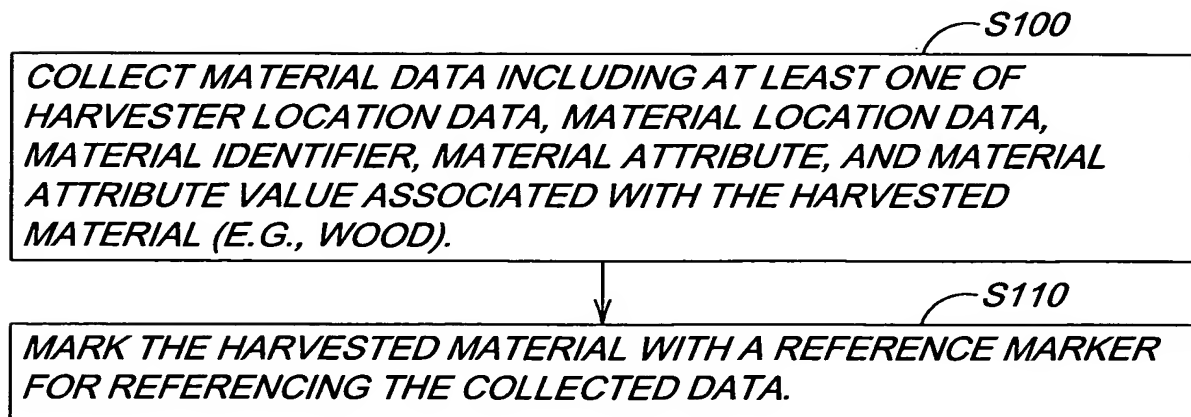 S100
COLLECT MATERIAL DATA INCLUDING AT LEAST ONE OF
HARVESTER LOCATION DATA, MATERIAL LOCATION DATA,
MATERIAL IDENTIFIER, MATERIAL ATTRIBUTE, AND MATERIAL
ATTRIBUTE VALUE ASSOCIATED WITH THE HARVESTED
MATERIAL (E.G., WOOD).
S110
MARK THE HARVESTED MATERIAL WITH A REFERENCE MARKER
FOR REFERENCING THE COLLECTED DATA.